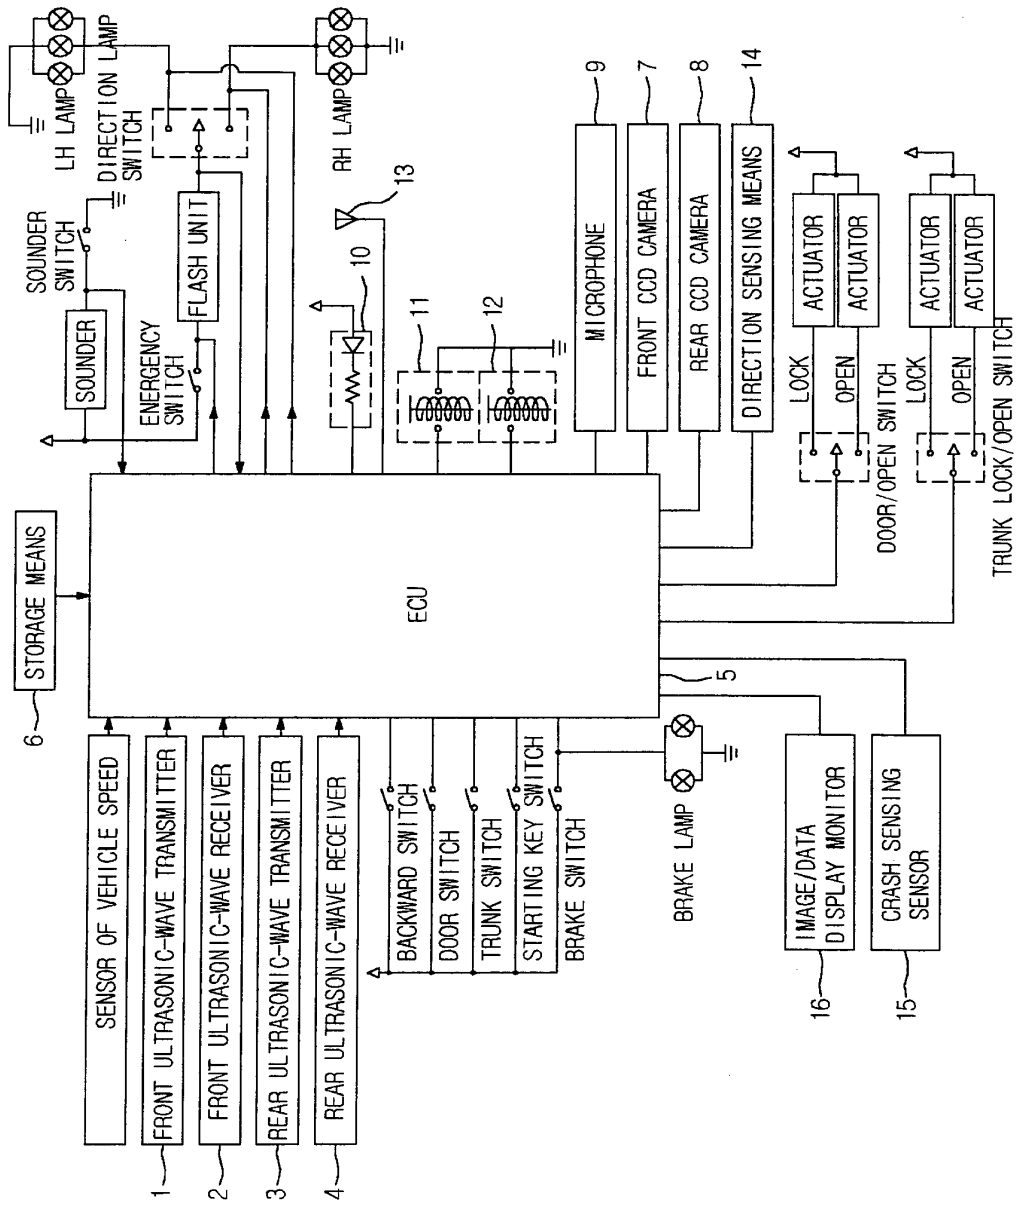 6
STORAGE MEANS
SENSOR OF VEHICLE SPEED
1
FRONT ULTRASONIC-WAVE TRANSMITTER
2
FRONT ULTRASONIC-WAVE RECEIVER
3
REAR ULTRASONIC-WAVE TRANSMITTER
4
REAR ULTRASONIC-WAVE RECEIVER
BACKWARD SWITCH
DOOR SWITCH
TRUNK SWITCH
STARTING KEY SWITCH
BRAKE SWITCH
BRAKE LAMP
16
IMAGE/DATA
DISPLAY MONITOR
15
CRASH SENSING
SENSOR
ECU
5
SOUNDER
SOUNDER
SWITCH
LH LAMP
DIRECTION LAMP
SWITCH
EMERGENCY
SWITCH
FLASH UNIT
RH LAMP
10
13
11
12
MICROPHONE
9
FRONT CCD CAMERA
7
REAR CCD CAMERA
8
DIRECTION SENSING MEANS
14
LOCK
ACTUATOR
OPEN
ACTUATOR
DOOR/OPEN SWITCH
LOCK
ACTUATOR
OPEN
ACTUATOR
TRUNK LOCK/OPEN SWITCH